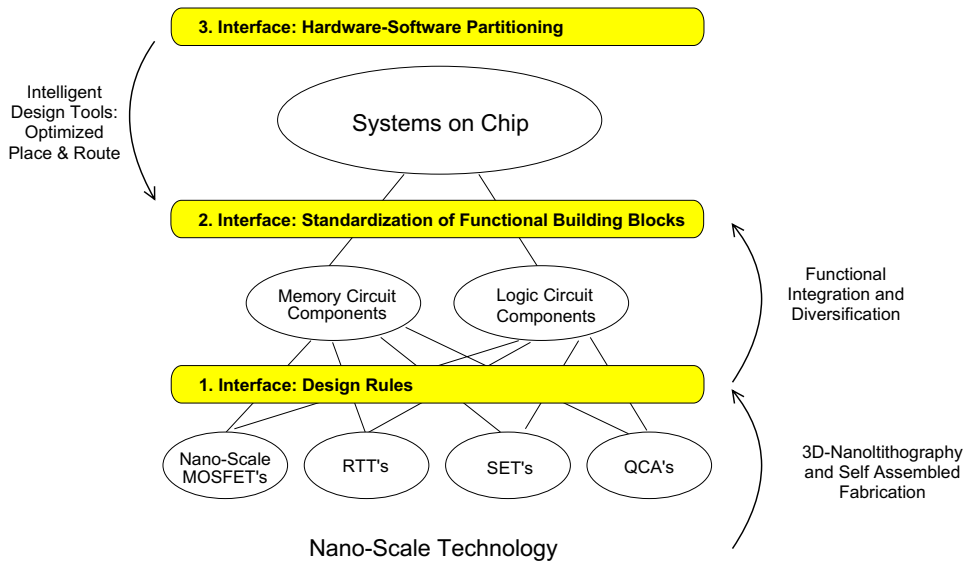 3. Interface: Hardware-Software Partitioning
Intelligent
Design Tools:
Optimized
Place & Route
Systems on Chip
2. Interface: Standardization of Functional Building Blocks
Functional
Integration and
Diversification
Memory Circuit
Components
Logic Circuit
Components
1. Interface: Design Rules
Nano-Scale
MOSFET's
RTT's
SET's
QCA's
3D-Nanoltithography
and Self Assembled
Fabrication
Nano-Scale Technology